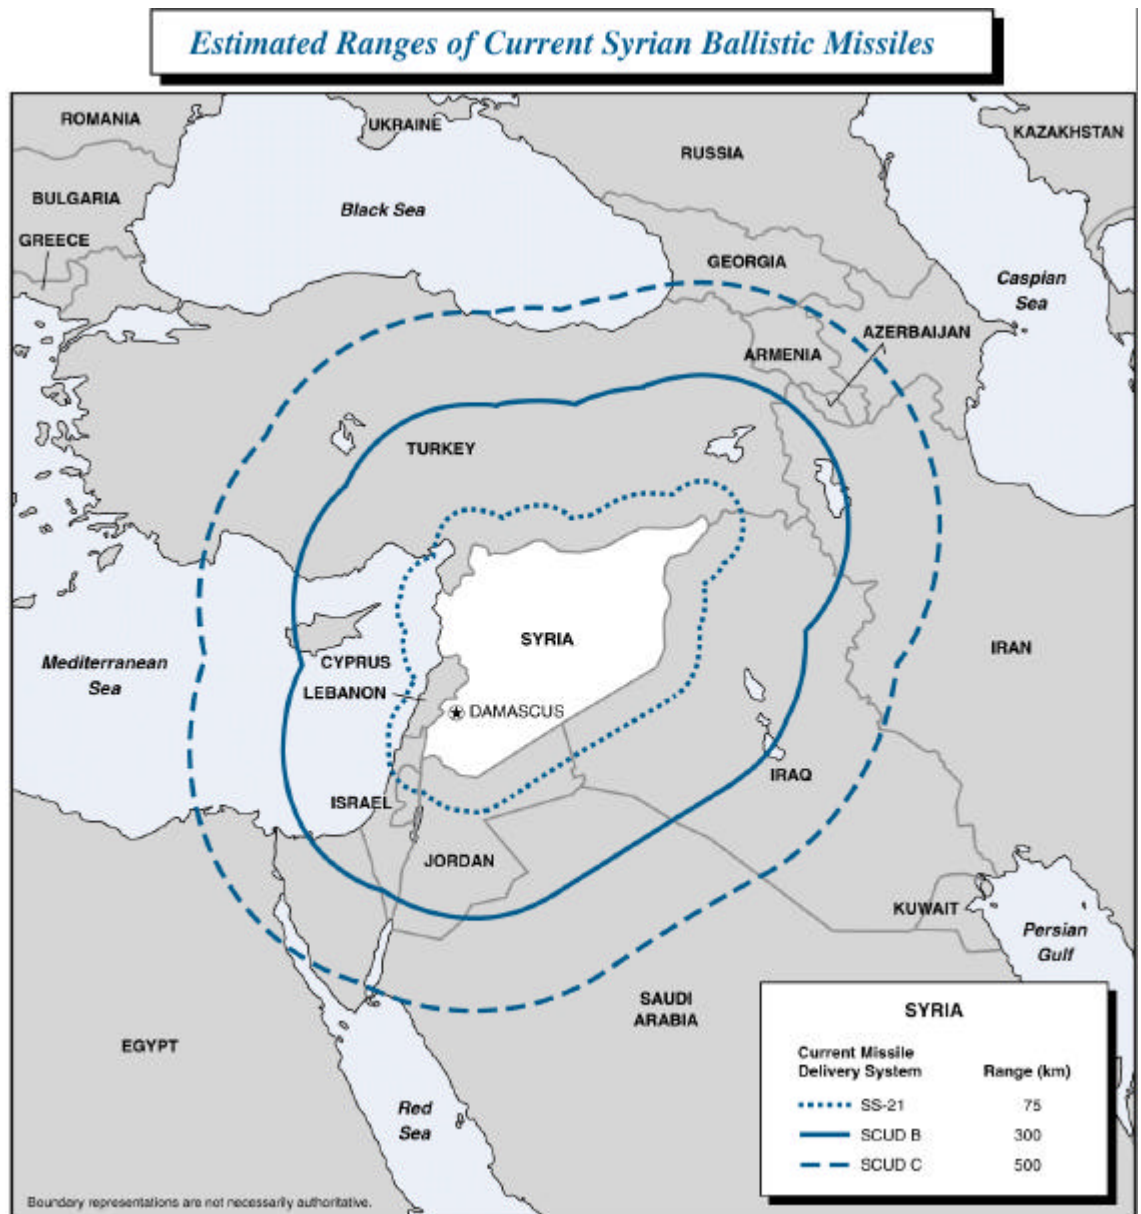 Estimated Ranges of Current Syrian Ballistic Missiles
ROMANIA
UKRAINE
KAZAKHSTAN
RUSSIA
BULGARIA
Black Sea
GREECE
GEORGIA
Caspian
Sea
AZERBAIJAN
ARMENIA
TURKEY
SYRIA
IRAN
Mediterranean
Sea
CYPRUS
LEBANON
DAMASCUS
IRAQ
ISRAEL
JORDAN
KUWAIT
Persian
Gulf
SAUDI
ARABIA
EGYPT
Red
Sea
SYRIA
Current Missile
Delivery System Range (km)
SS-21 75
SCUD B 300
SCUD C 500
Boundary representations are not necessarily authoritative.